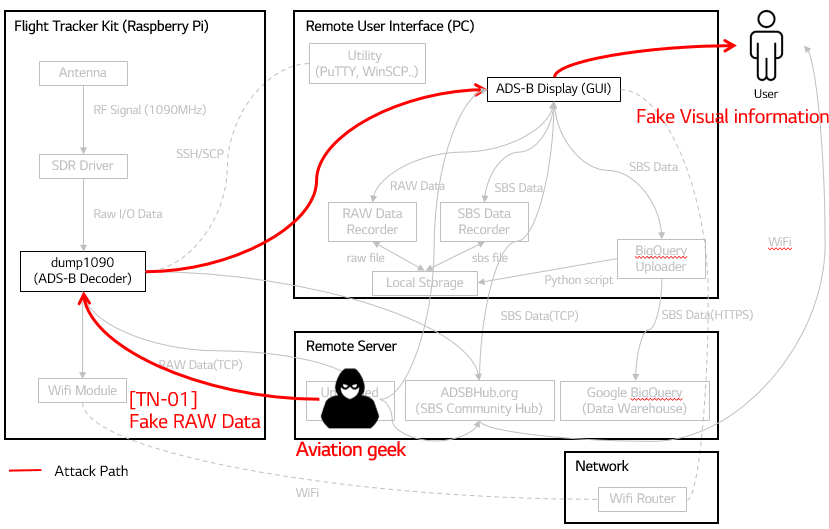 Flight Tracker Kit (Raspberry Pi)
Antenna
RF Signal (1090MHz)
SDR Driver
Raw I/O Data
dump1090
(ADS-B Decoder)
Wifi Module
RAW Data(TCP)
[TN-01]
Fake RAW Data
SSH/SCP
Remote User Interface (PC)
Utility
(PuTTY, WinSCP..)
ADS-B Display (GUI)
RAW Data
SBS Data
SBS Data
RAW Data
Recorder
SBS Data
Recorder
BigQuery
Uploader
raw file
sbs file
Local Storage
Python script
SBS Data(TCP)
SBS Data(HTTPS)
User
Fake Visual information
WiFi
Remote Server
ADSBHub.org
(SBS Community Hub)
Google BigQuery
(Data Warehouse)
Aviation geek
Network
Wifi Router
WiFi
Attack Path